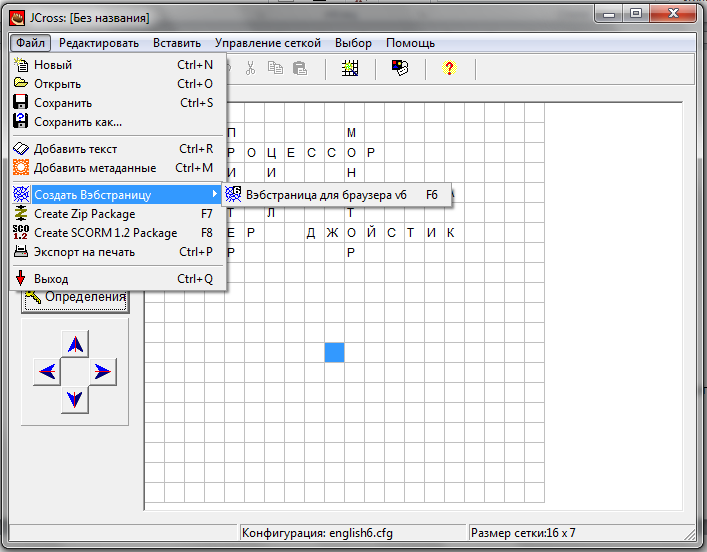 JCross: [Без названия]
Файл Редактировать Вставить Управление сеткой Выбор Помощь
Новый Ctrl+N
Открыть Ctrl+O
Сохранить Ctrl+S
Сохранить как...
Добавить текст Ctrl+R
Добавить метаданные Ctrl+M
Создать Вэбстраницу
Вэбстраница для браузера v6 F6
Create Zip Package F7
SCO 1.2 Create SCORM 1.2 Package F8
Экспорт на печать Ctrl+P
Выход Ctrl+Q
П М
Р О Ц Е С С О Р
И И Н
А
Т Л Т
Е Р Д Ж О Й С Т И К
Р Р
Определения
Конфигурация: english6.cfg
Размер сетки:16 x 7